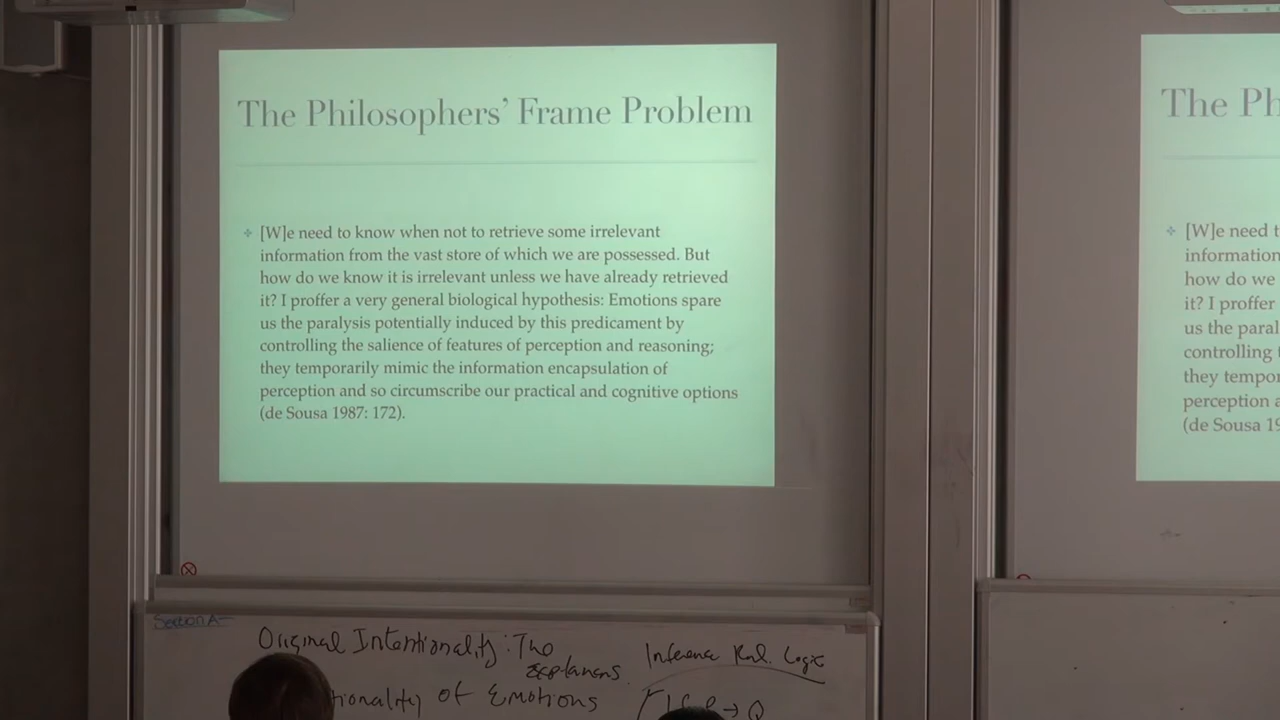 The Philosophers' Frame Problem
[W]e need to know when not to retrieve some irrelevant
information from the vast store of which we are possessed. But
how do we know it is irrelevant unless we have already retrieved
it? I proffer a very general biological hypothesis: Emotions spare
us the paralysis potentially induced by this predicament by
controlling the salience of features of perception and reasoning;
they temporarily mimic the information encapsulation of
perception and so circumscribe our practical and cognitive options
(de Sousa 1987: 172).
The Ph
[W]e need t
information
how do we
it? I proffer
us the paral
controlling
they tempor
perception a
(de Sousa 19
Section A
Original Intentionality: The
Explanans
Inference Rul. Logic
tionality of Emotions
P → Q